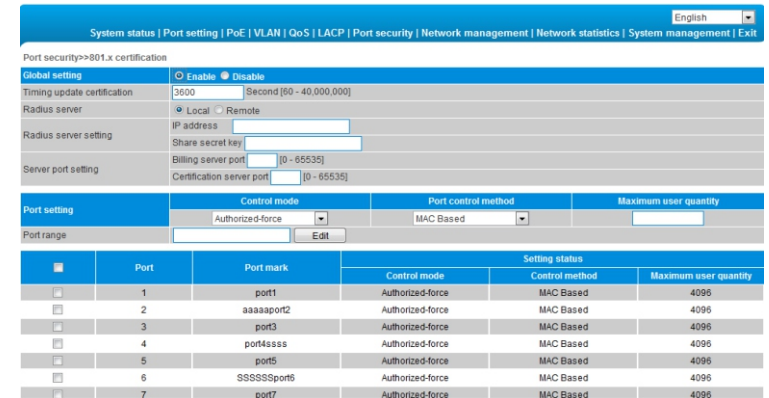 English
System status | Port setting | PoE | VLAN | QoS | LACP | Port security | Network management | Network statistics | System management | Exit
Port security>>801.x certification
Global setting Enable Disable
Timing update certification 3600 Second [60 - 40,000,000]
Radius server Local Remote
Radius server setting IP address
Share secret key
Server port setting Billing server port [0 - 65535]
Certification server port [0 - 65535]
Port setting Control mode Port control method Maximum user quantity
Authorized-force MAC Based
Port range Edit
Port Port mark Setting status
Control mode Control method Maximum user quantity
1 port1 Authorized-force MAC Based 4096
2 aaaaaport2 Authorized-force MAC Based 4096
3 port3 Authorized-force MAC Based 4096
4 port4ssss Authorized-force MAC Based 4096
5 port5 Authorized-force MAC Based 4096
6 SSSSSSport6 Authorized-force MAC Based 4096
7 port7 Authorized-force MAC Based 4096